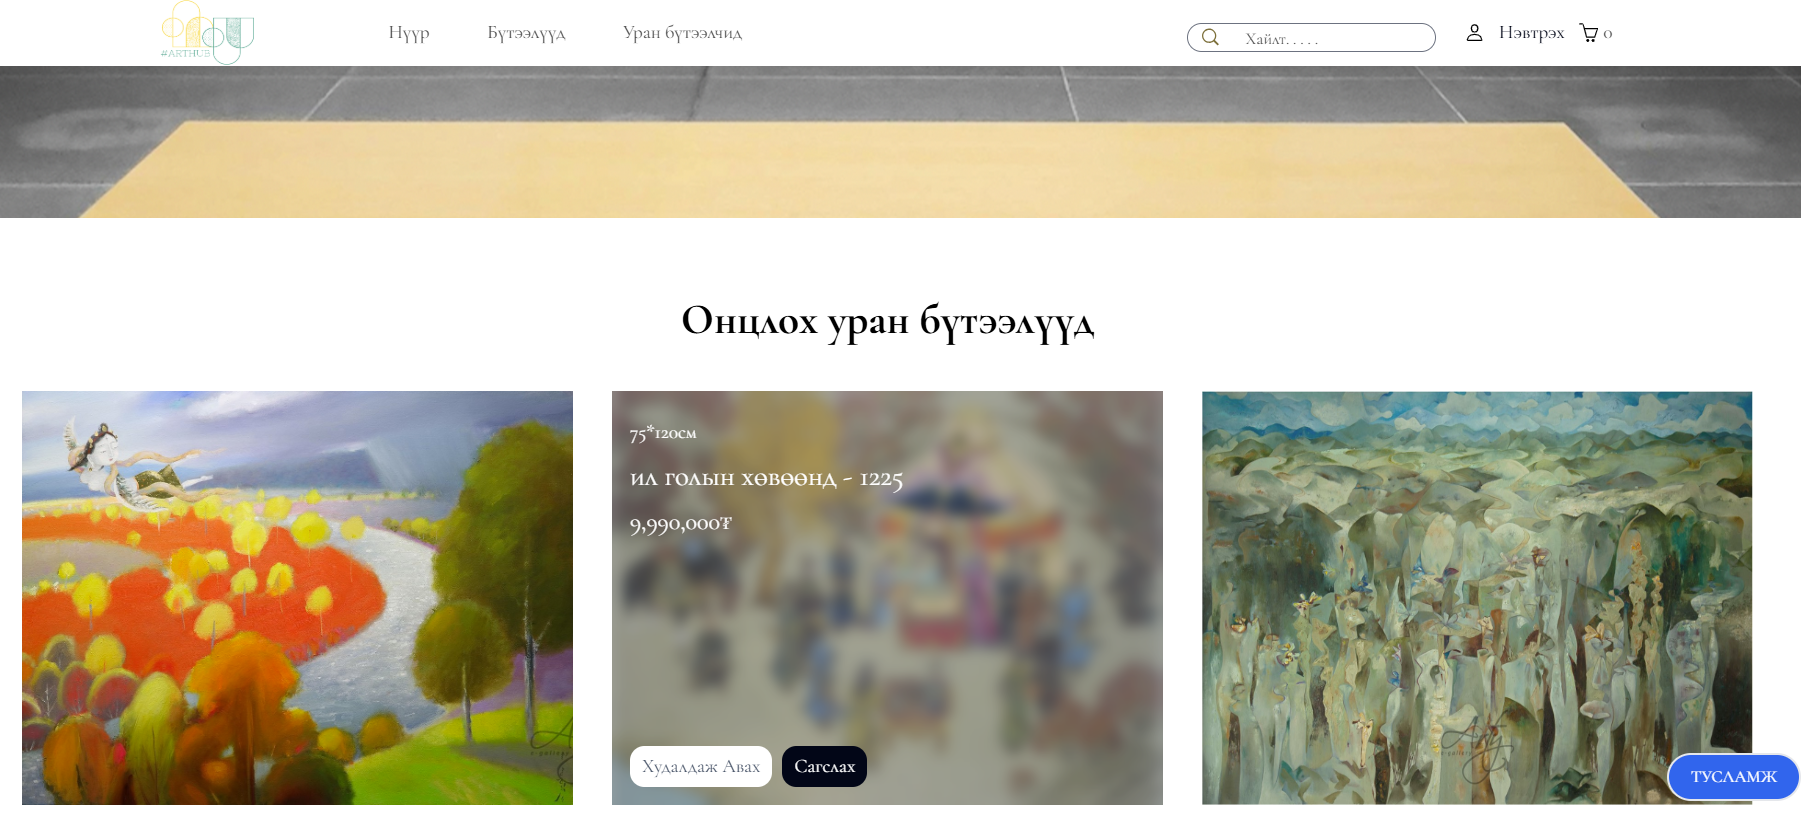 #ARTHUB
Нүүр
Бүтээлүүд
Уран бүтээлчид
Хайлт. . . . .
Нэвтрэх
0
Онцлох уран бүтээлүүд
75*120см
ил голын хөвөөнд - 1225
9,990,000₮
Худалдаж Авах
Сагслах
ТУСЛАМЖ